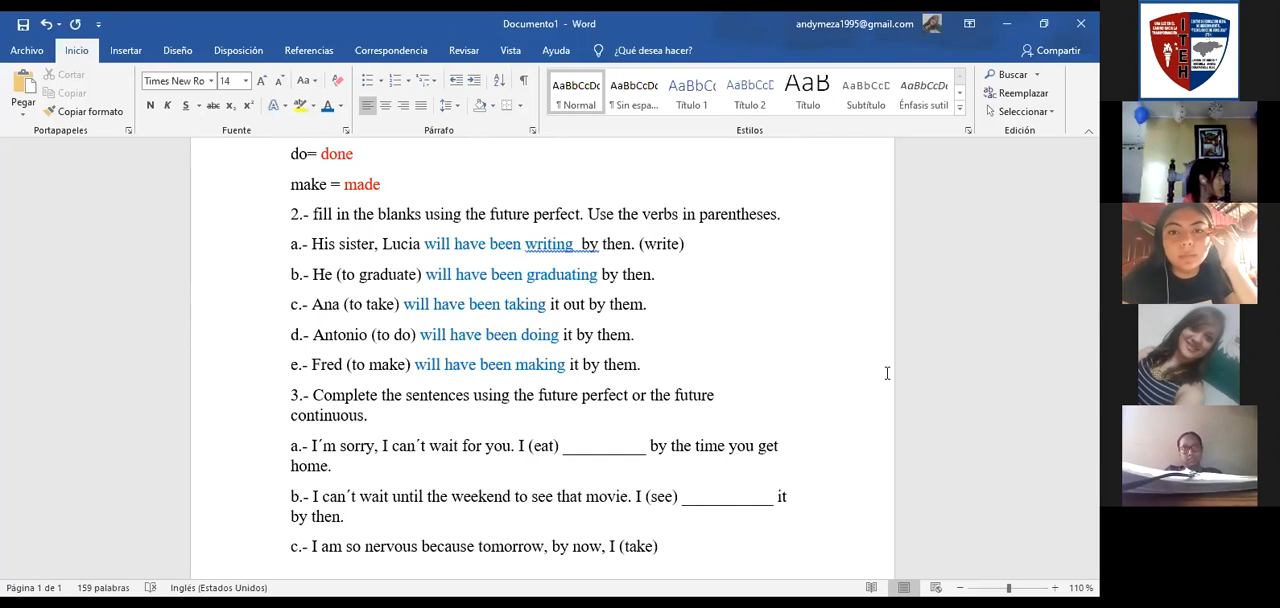 Documento1 - Word
andymeza1995@gmail.com
Archivo Inicio Insertar Diseño Disposición Referencias Correspondencia Revisar Vista Ayuda ¿Qué desea hacer? Compartir
Pegar
Cortar
Copiar
Copiar formato
Portapapeles
Times New Ro 14
Fuente
Párrafo
AaBbCcDc AaBbCcDc AaBbCc AaBbCcD AaB AaBbCcD AaBbCcDc
¶ Normal ¶ Sin espa... Título 1 Título 2 Título Subtítulo Énfasis sutil
Estilos
Buscar
Reemplazar
Seleccionar
Edición
do= done
make = made
2.- fill in the blanks using the future perfect. Use the verbs in parentheses.
a.- His sister, Lucia will have been writing by then. (write)
b.- He (to graduate) will have been graduating by then.
c.- Ana (to take) will have been taking it out by them.
d.- Antonio (to do) will have been doing it by them.
e.- Fred (to make) will have been making it by them.
3.- Complete the sentences using the future perfect or the future
continuous.
a.- I´m sorry, I can´t wait for you. I (eat) __________ by the time you get
home.
b.- I can´t wait until the weekend to see that movie. I (see) ___________ it
by then.
c.- I am so nervous because tomorrow, by now, I (take)
Página 1 de 1 159 palabras Inglés (Estados Unidos) 110 %
ITEH